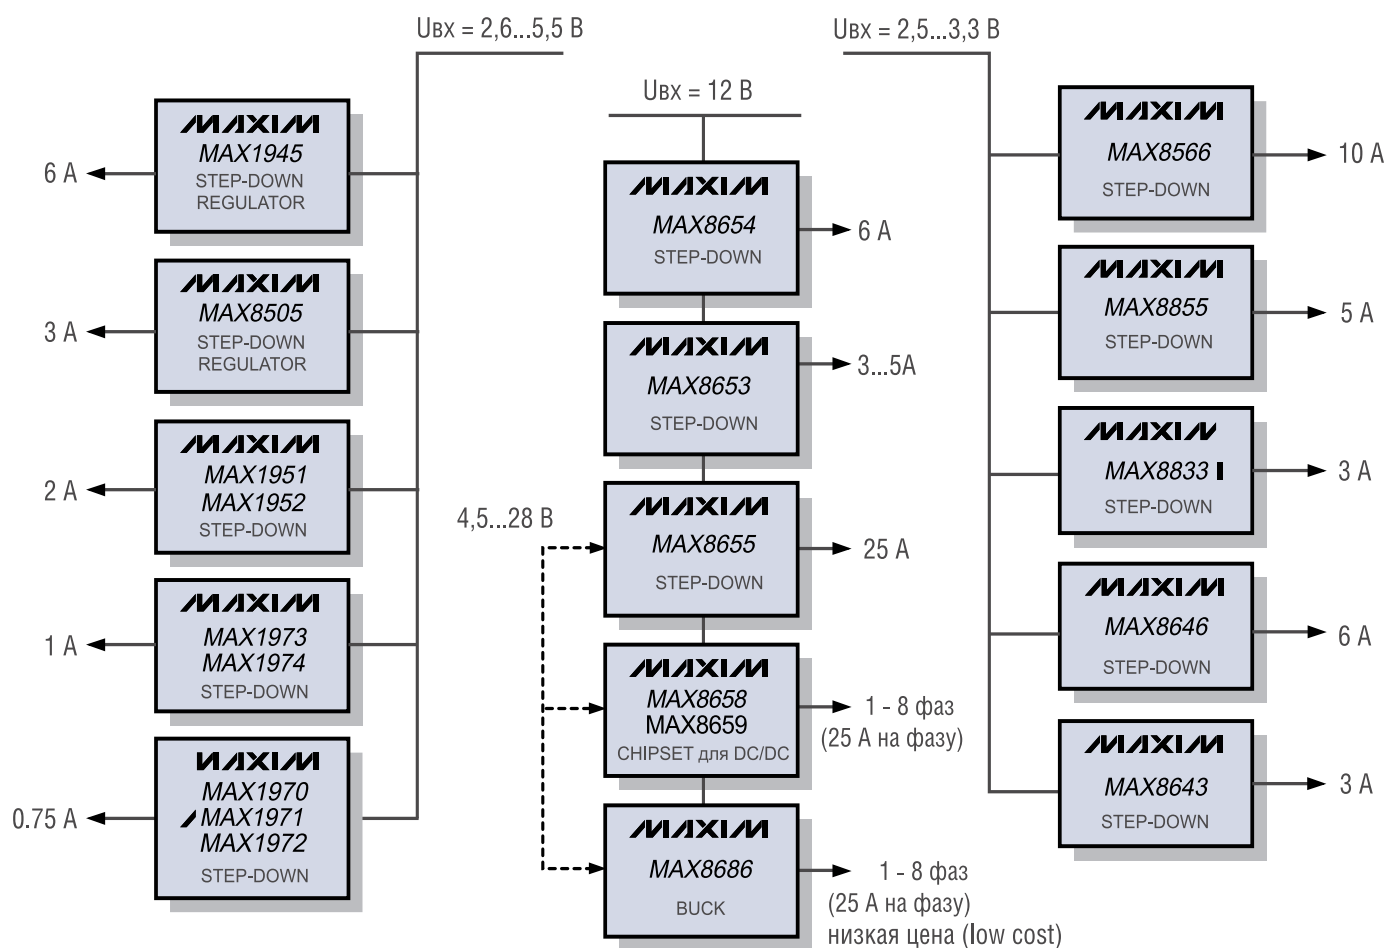 Uвх = 2,6...5,5 В
MAXIM
MAX1945
STEP-DOWN
REGULATOR
6 А
MAXIM
MAX8505
STEP-DOWN
REGULATOR
3 А
MAXIM
MAX1951
MAX1952
STEP-DOWN
2 А
MAXIM
MAX1973
MAX1974
STEP-DOWN
1 А
MAXIM
MAX1970
MAX1971
MAX1972
STEP-DOWN
0.75 А
Uвх = 12 В
MAXIM
MAX8654
STEP-DOWN
6 А
MAXIM
MAX8653
STEP-DOWN
3...5А
4,5...28 В
MAXIM
MAX8655
STEP-DOWN
25 А
MAXIM
MAX8658
MAX8659
CHIPSET для DC/DC
1 - 8 фаз
(25 А на фазу)
MAXIM
MAX8686
BUCK
1 - 8 фаз
(25 А на фазу)
низкая цена (low cost)
Uвх = 2,5...3,3 В
MAXIM
MAX8566
STEP-DOWN
10 А
MAXIM
MAX8855
STEP-DOWN
5 А
MAXIM
MAX8833
STEP-DOWN
3 А
MAXIM
MAX8646
STEP-DOWN
6 А
MAXIM
MAX8643
STEP-DOWN
3 А